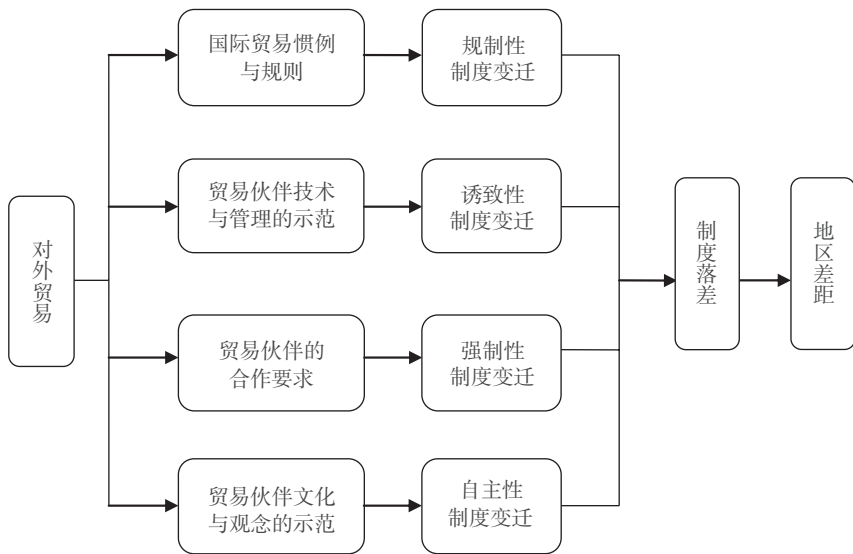 对外贸易
国际贸易惯例
与规则
规制性
制度变迁
贸易伙伴技术
与管理的示范
诱致性
制度变迁
贸易伙伴的
合作要求
强制性
制度变迁
贸易伙伴文化
与观念的示范
自主性
制度变迁
制度落差
地区差距